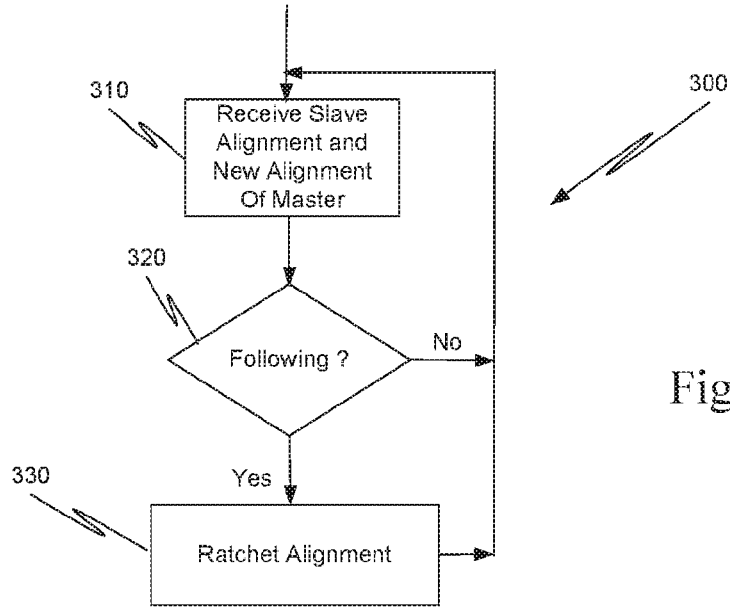 310
300
Receive Slave
Alignment and
New Alignment
Of Master
320
Following ?
No
Fig
Yes
330
Ratchet Alignment